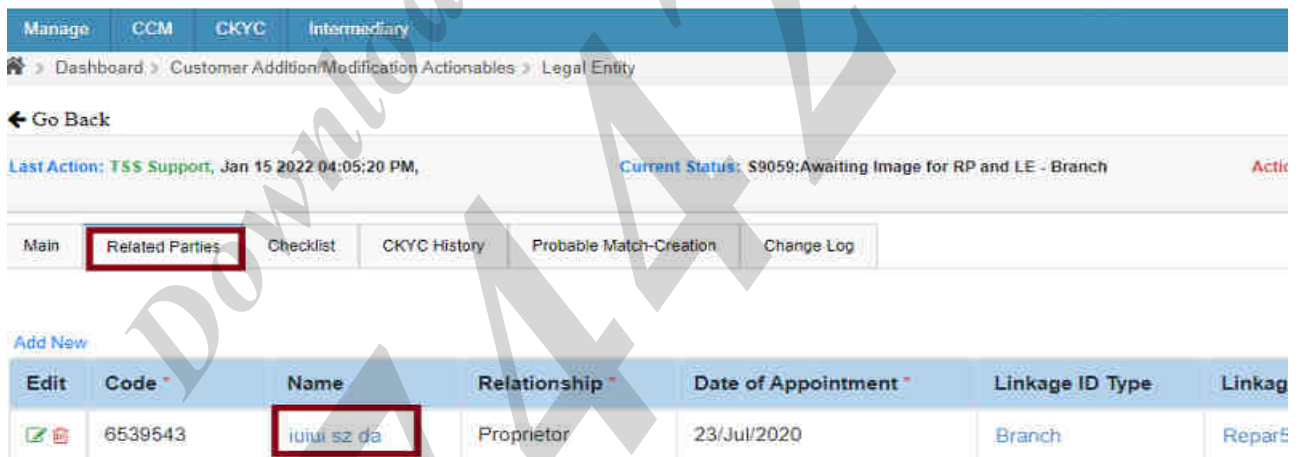 Manage CCM CKYC Intermediary
> Dashboard > Customer Addition/Modification Actionables > Legal Entity
Go Back
Last Action: TSS Support, Jan 15 2022 04:05:20 PM, Current Status: S9059:Awaiting Image for RP and LE - Branch Actio
Main Related Parties Checklist CKYC History Probable Match-Creation Change Log
Add New
Edit Code * Name Relationship * Date of Appointment * Linkage ID Type Linkag
6539543 iuiui sz da Proprietor 23/Jul/2020 Branch Repar5